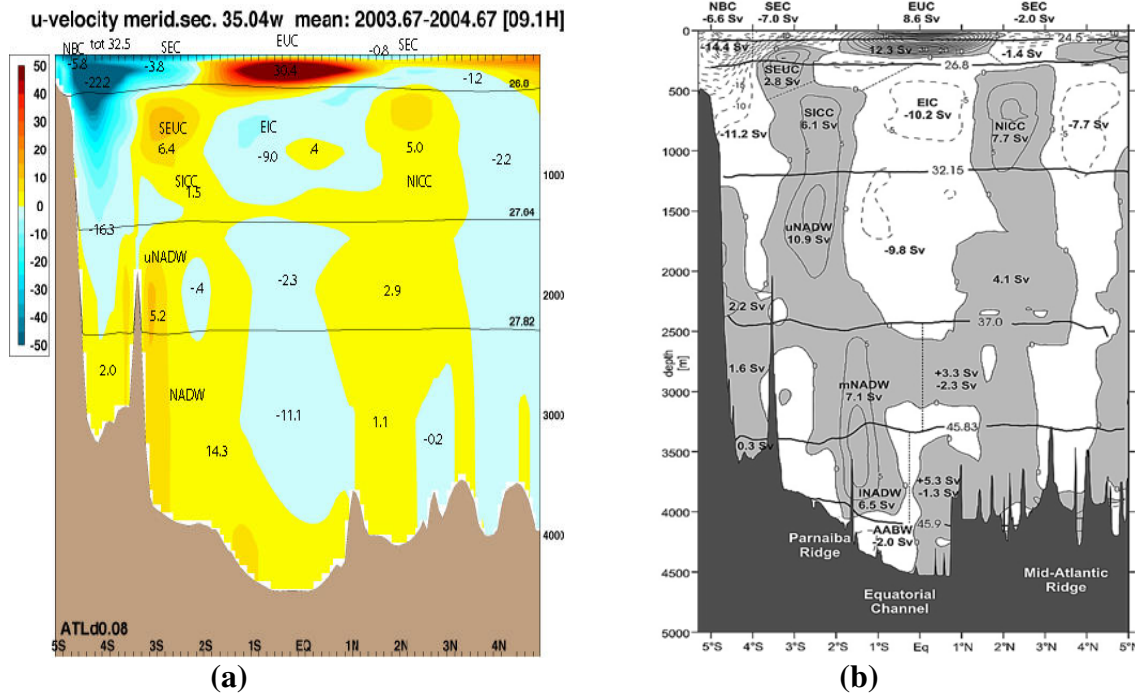 u-velocity merid.sec. 35.04w mean: 2003.67-2004.67 [09.1H]
NBC tot 32.5 SEC EUC -0.8 SEC
-5.8 -3.8 30.4 -1.2
-22.2
26.8
SEUC EIC
6.4 -9.0 .4 5.0 -2.2
SICC NICC
1.5
1000
-16.3 27.04
uNADW
-.4 -2.3 2.9
2000
5.2 27.82
2.0 NADW
-11.1 1.1 3000
-0.2
14.3
4000
50
40
30
20
10
0
-10
-20
-30
-40
-50
ATLd0.08
5S 4S 3S 2S 1S 0 1N 2N 3N 4N
(a)
NBC SEC EUC SEC
-6.6 Sv -7.0 Sv 8.6 Sv -2.0 Sv
-14.4 Sv 12.3 Sv 24.5
-1.4 Sv
SEUC 26.8
2.8 Sv
SICC EIC NICC
6.1 Sv -10.2 Sv 7.7 Sv -7.7 Sv
-11.2 Sv
32.15
uNADW
10.9 Sv -9.8 Sv
4.1 Sv
2.2 Sv
37.0
1.6 Sv +3.3 Sv
-2.3 Sv
mNADW
7.1 Sv
45.83
0.3 Sv
+5.3 Sv
-1.3 Sv
lNADW
6.5 Sv
45.9
AABW
-2.0 Sv
Parnaiba
Ridge
Equatorial
Channel
Mid-Atlantic
Ridge
0
500
1000
1500
2000
2500
depth
[m]
3000
3500
4000
4500
5000
5°S 4°S 3°S 2°S 1°S Eq 1°N 2°N 3°N 4°N 5°N
(b)